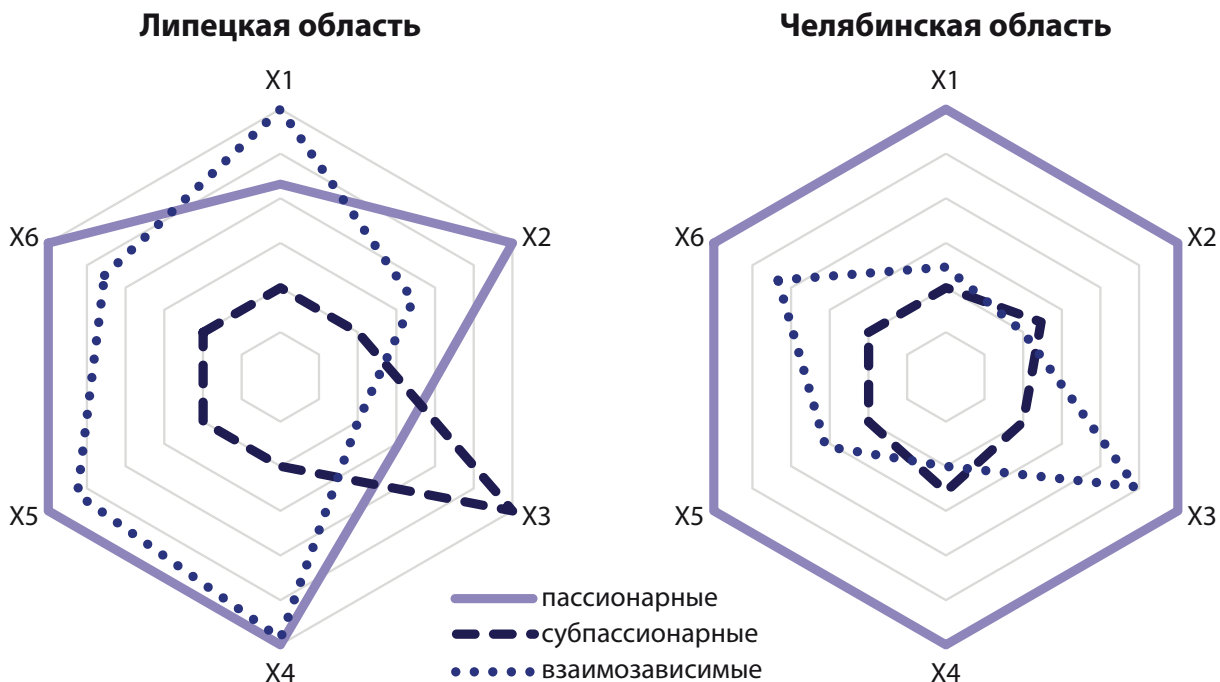 Липецкая область
X1
X6
X2
X5
X3
X4
Челябинская область
X1
X6
X2
X5
X3
X4
пассионарные
субпассионарные
взаимозависимые